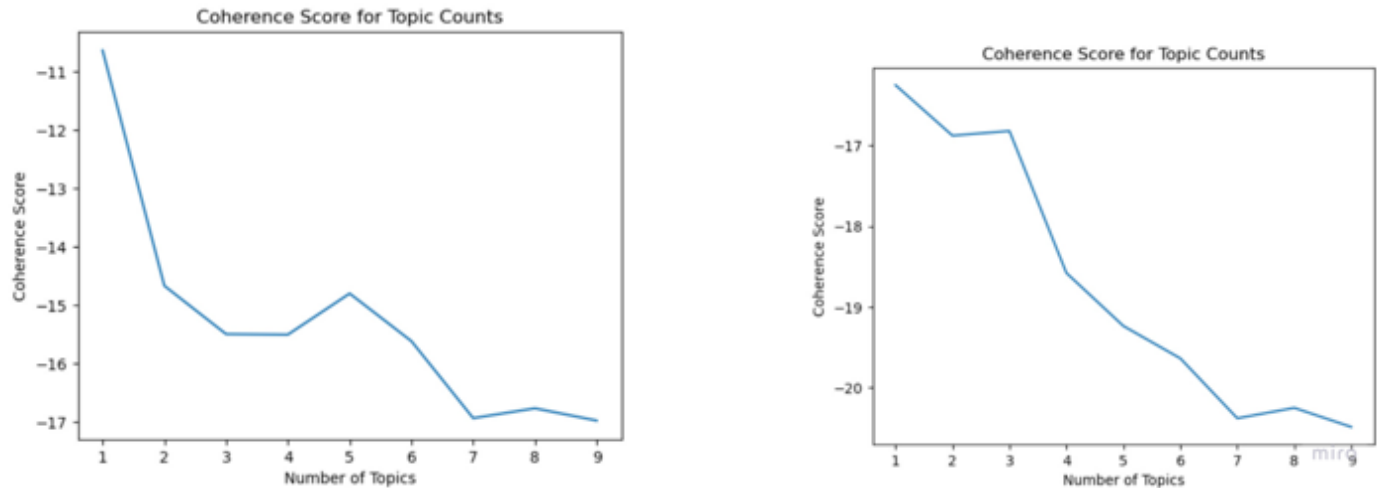 Coherence Score for Topic Counts
Coherence Score
−11
−12
−13
−14
−15
−16
−17
1 2 3 4 5 6 7 8 9
Number of Topics
Coherence Score for Topic Counts
Coherence Score
−17
−18
−19
−20
1 2 3 4 5 6 7 8 9
Number of Topics
miro